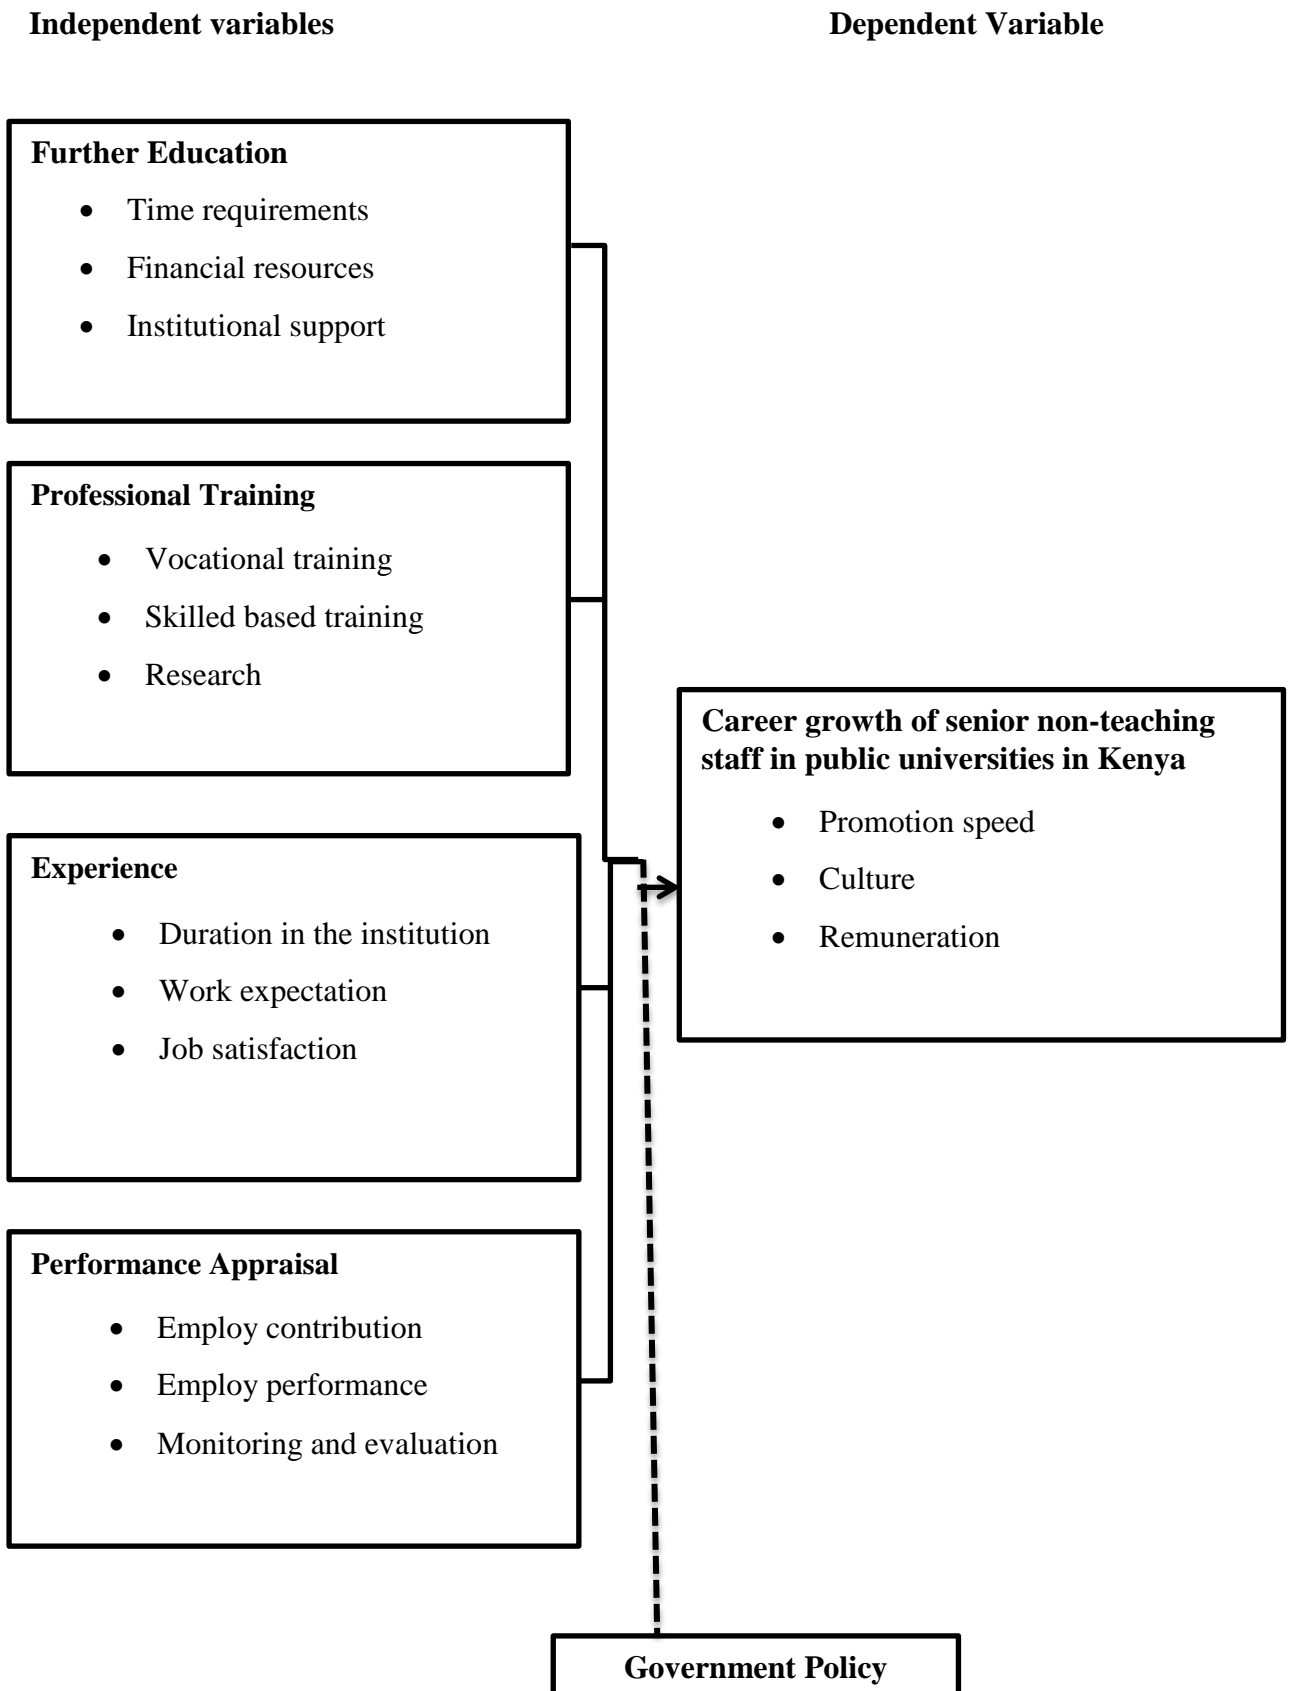 Independent variables
Dependent Variable
Further Education
• Time requirements
• Financial resources
• Institutional support
Professional Training
• Vocational training
• Skilled based training
• Research
Career growth of senior non-teaching
staff in public universities in Kenya
• Promotion speed
• Culture
• Remuneration
Experience
• Duration in the institution
• Work expectation
• Job satisfaction
Performance Appraisal
• Employ contribution
• Employ performance
• Monitoring and evaluation
Government Policy